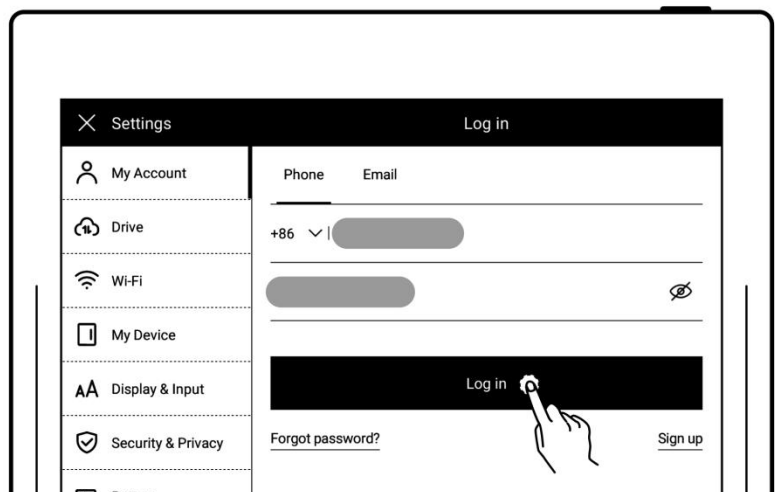 Settings
Log in
My Account
Drive
Wi-Fi
My Device
AA Display & Input
Security & Privacy
Phone Email
+86
Log in
Forgot password? Sign up